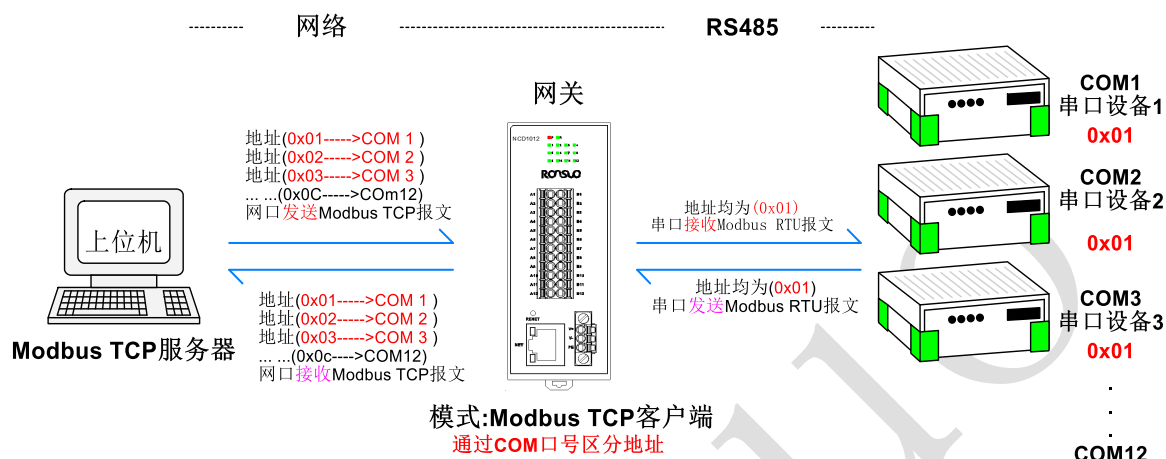 网络
RS485
网关
COM1
串口设备1
0x01
COM2
串口设备2
0x01
COM3
串口设备3
0x01
COM12
地址(0x01----->COM 1 )
地址(0x02----->COM 2 )
地址(0x03----->COM 3 )
... ...(0x0C----->COm12)
网口发送Modbus TCP报文
地址均为(0x01)
串口接收Modbus RTU报文
地址均为(0x01)
串口发送Modbus RTU报文
上位机
Modbus TCP服务器
地址(0x01----->COM 1 )
地址(0x02----->COM 2 )
地址(0x03----->COM 3 )
... ...(0x0c---->COM12)
网口接收Modbus TCP报文
NCD1012
RESET
NET
V+
V-
PE
模式:Modbus TCP客户端
通过COM口号区分地址